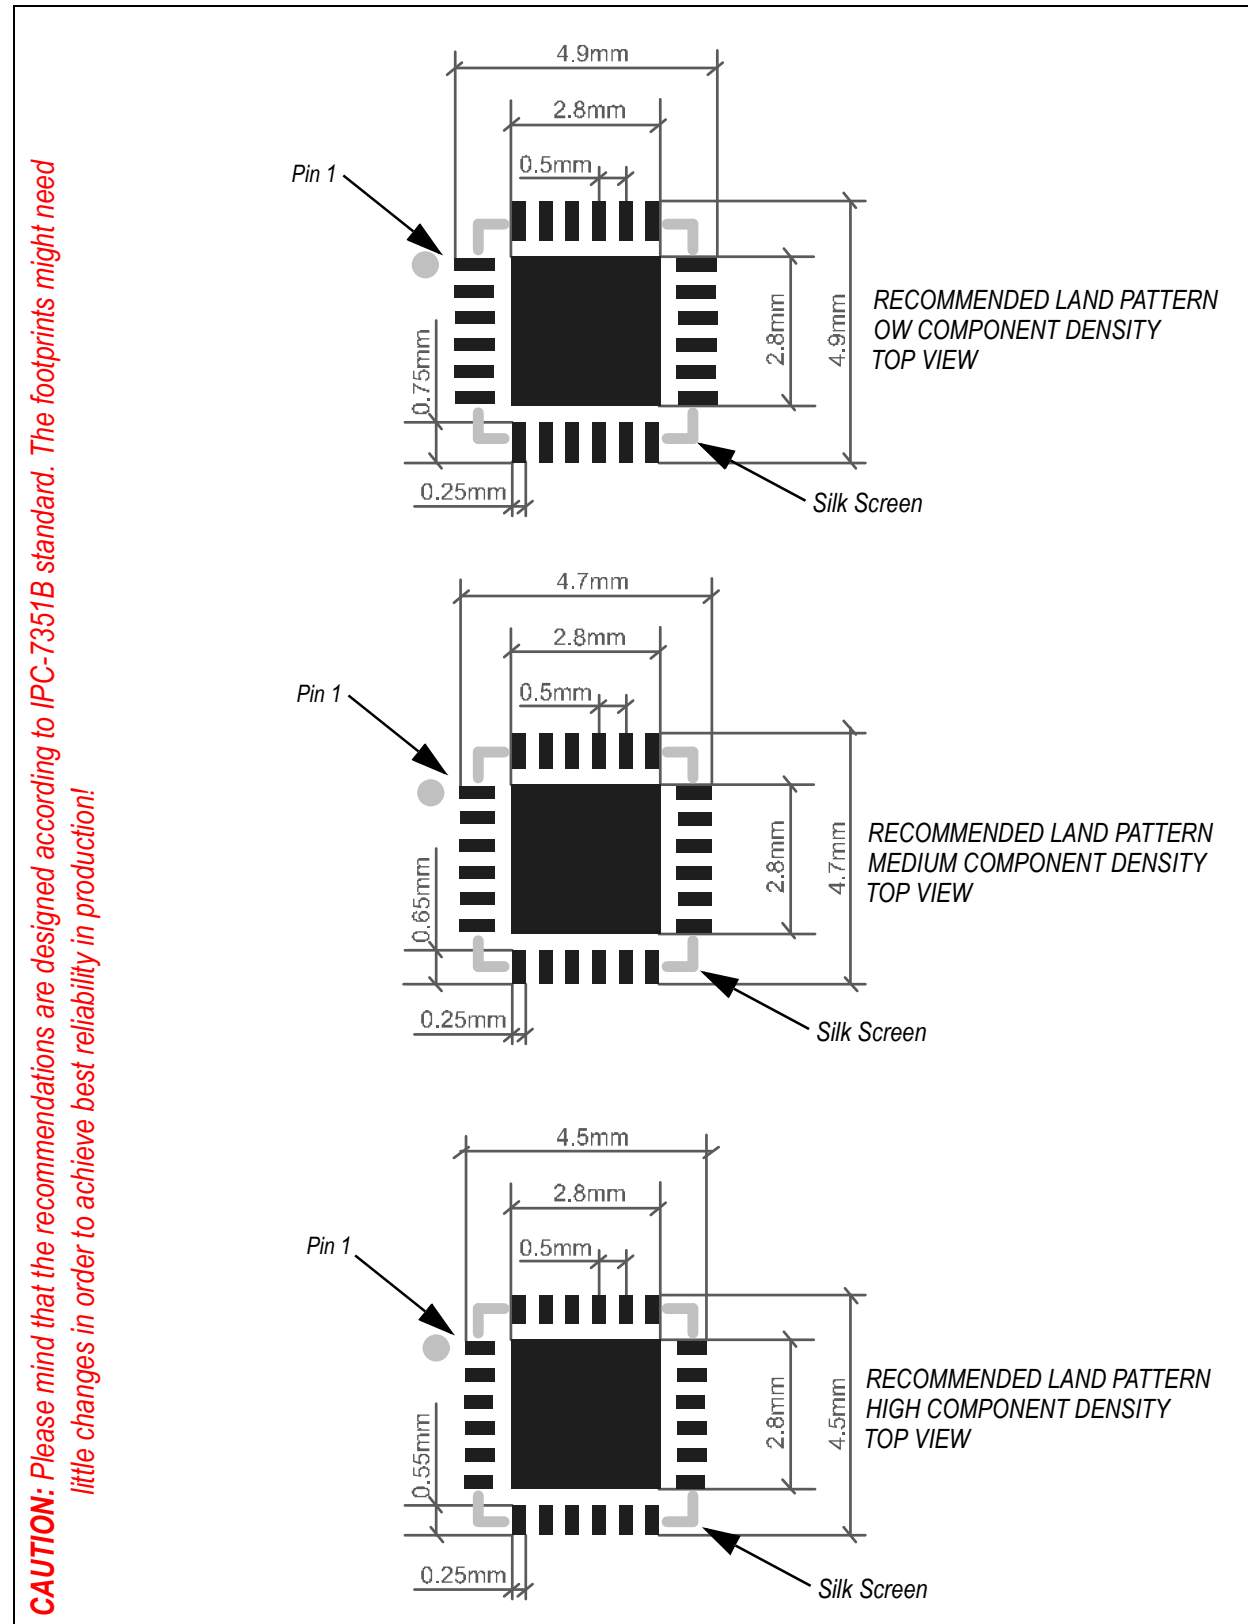 CAUTION: Please mind that the recommendations are designed according to IPC-7351B standard. The footprints might need
little changes in order to achieve best reliability in production!
4.9mm
2.8mm
0.5mm
Pin 1
2.8mm
4.9mm
RECOMMENDED LAND PATTERN
OW COMPONENT DENSITY
TOP VIEW
0.75mm
0.25mm
Silk Screen
4.7mm
2.8mm
0.5mm
Pin 1
2.8mm
4.7mm
RECOMMENDED LAND PATTERN
MEDIUM COMPONENT DENSITY
TOP VIEW
0.65mm
0.25mm
Silk Screen
4.5mm
2.8mm
0.5mm
Pin 1
2.8mm
4.5mm
RECOMMENDED LAND PATTERN
HIGH COMPONENT DENSITY
TOP VIEW
0.55mm
0.25mm
Silk Screen